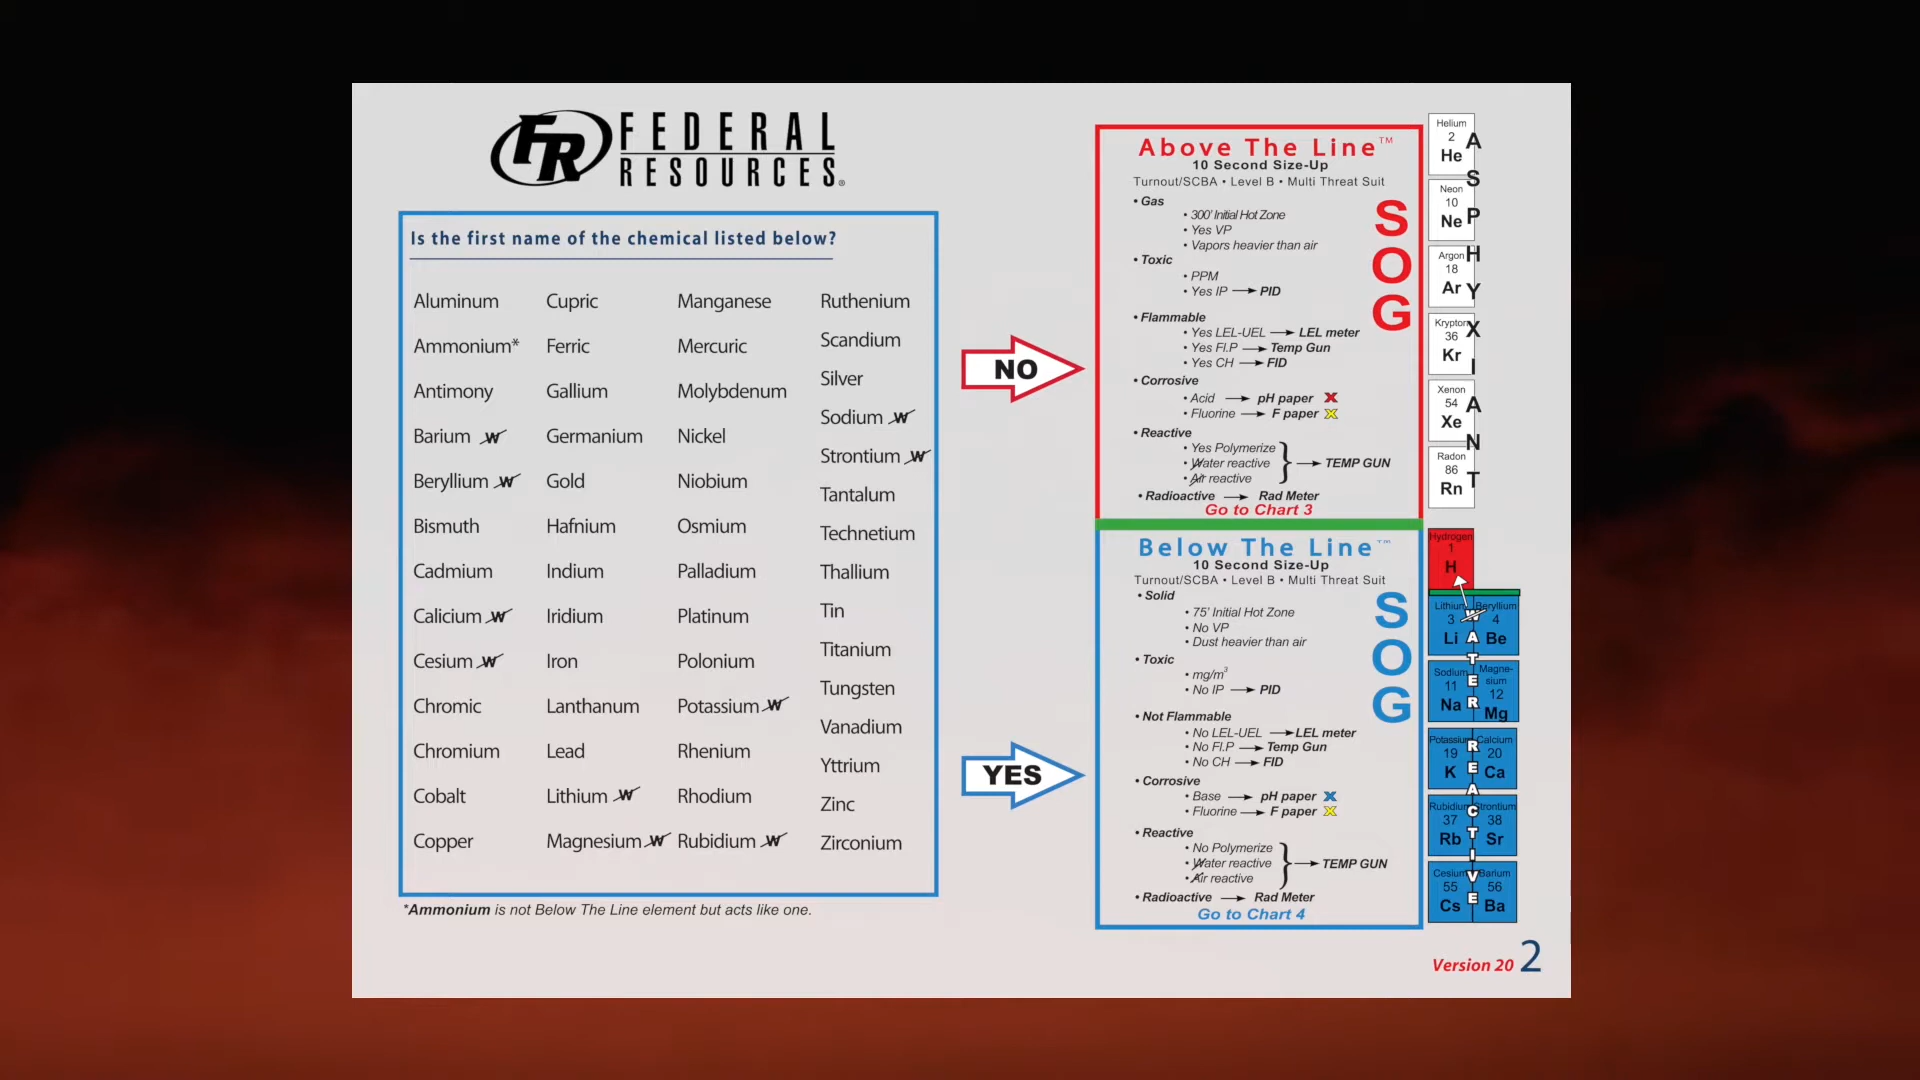 FR FEDERAL
RESOURCES®
Is the first name of the chemical listed below?
Aluminum
Ammonium*
Antimony
Barium W
Beryllium W
Bismuth
Cadmium
Calicium W
Cesium W
Chromic
Chromium
Cobalt
Copper
Cupric
Ferric
Gallium
Germanium
Gold
Hafnium
Indium
Iridium
Iron
Lanthanum
Lead
Lithium W
Magnesium W
Manganese
Mercuric
Molybdenum
Nickel
Niobium
Osmium
Palladium
Platinum
Polonium
Potassium W
Rhenium
Rhodium
Rubidium W
Ruthenium
Scandium
Silver
Sodium W
Strontium W
Tantalum
Technetium
Thallium
Tin
Titanium
Tungsten
Vanadium
Yttrium
Zinc
Zirconium
*Ammonium is not Below The Line element but acts like one.
NO
YES
Above The Line™
10 Second Size-Up
Turnout/SCBA • Level B • Multi Threat Suit
• Gas
• 300' Initial Hot Zone
• Yes VP
• Vapors heavier than air
• Toxic
• PPM
• Yes IP → PID
• Flammable
• Yes LEL-UEL → LEL meter
• Yes Fl.P → Temp Gun
• Yes CH → FID
• Corrosive
• Acid → pH paper X
• Fluorine → F paper X
• Reactive
• Yes Polymerize
• Water reactive } → TEMP GUN
• Air reactive
• Radioactive → Rad Meter
Go to Chart 3
SOG
Below The Line™
10 Second Size-Up
Turnout/SCBA • Level B • Multi Threat Suit
• Solid
• 75' Initial Hot Zone
• No VP
• Dust heavier than air
• Toxic
• mg/m³
• No IP → PID
• Not Flammable
• No LEL-UEL → LEL meter
• No Fl.P → Temp Gun
• No CH → FID
• Corrosive
• Base → pH paper X
• Fluorine → F paper X
• Reactive
• No Polymerize
• Water reactive } → TEMP GUN
• Air reactive
• Radioactive → Rad Meter
Go to Chart 4
SOG
Helium
2
He
Neon
10
Ne
Argon
18
Ar
Krypton
36
Kr
Xenon
54
Xe
Radon
86
Rn
ASPHYXIANT
Hydrogen
1
H
Lithium
3
Li
Beryllium
4
Be
Sodium
11
Na
Magne-
sium
12
Mg
Potassium
19
K
Calcium
20
Ca
Rubidium
37
Rb
Strontium
38
Sr
Cesium
55
Cs
Barium
56
Ba
WATER REACTIVE
Version 20 2